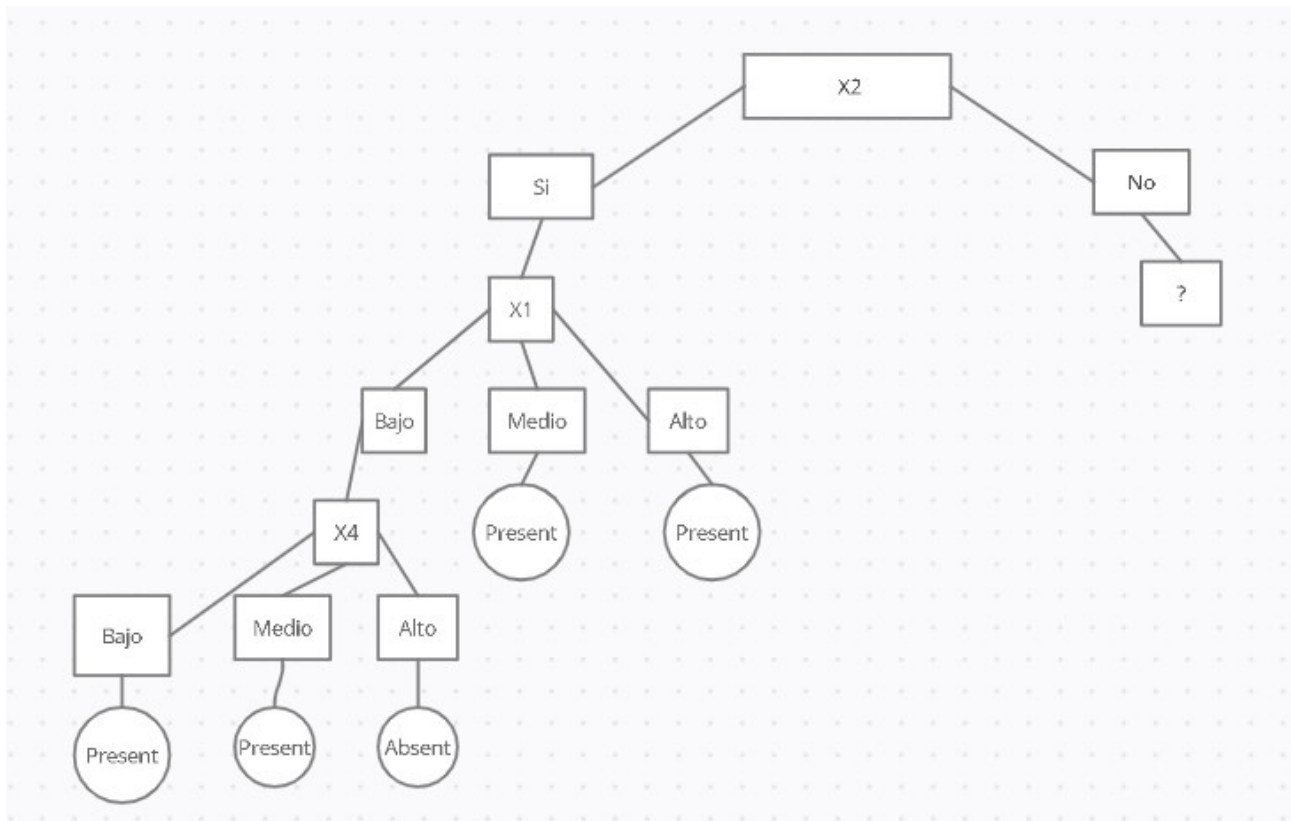 X2
Si
No
X1
?
Bajo
Medio
Alto
X4
Present
Present
Bajo
Medio
Alto
Present
Present
Absent